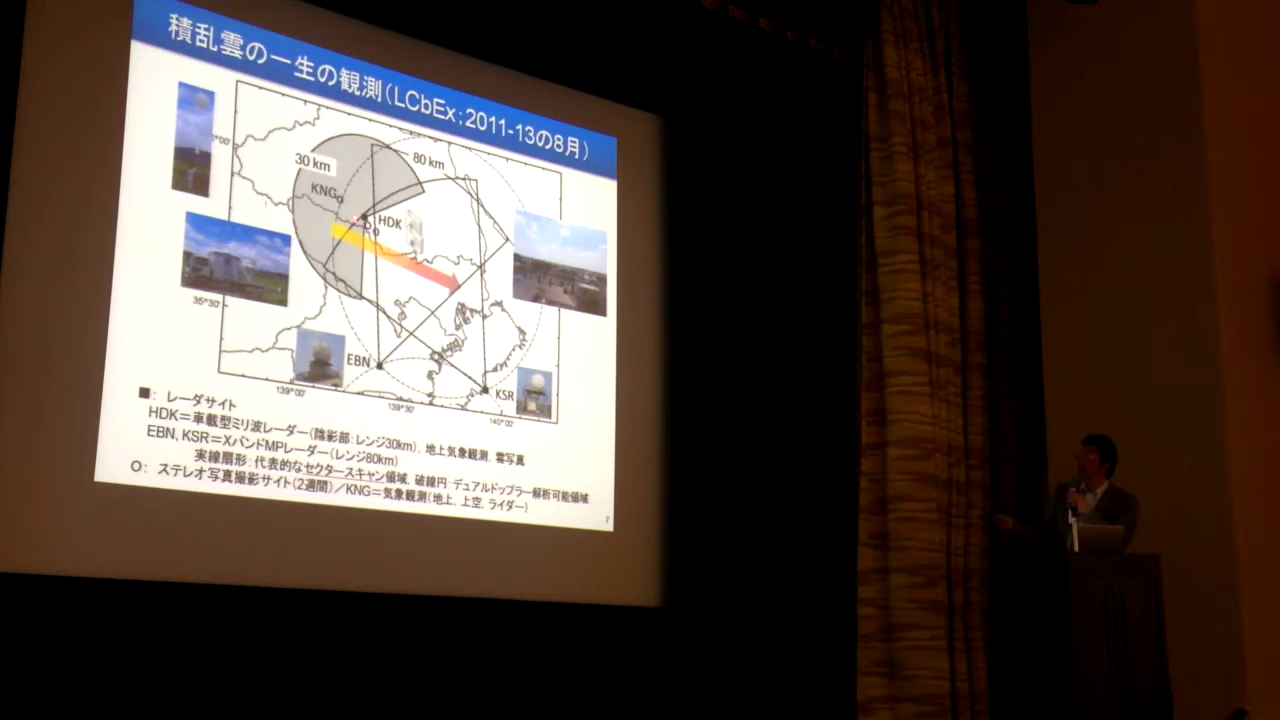 積乱雲の一生の観測(LCbEx;2011-13の8月)
30 km
80 km
KNG
HDK
35°30'
EBN
KSR
139°00'
139°30'
140°00'
■: レーダサイト
HDK=車載型ミリ波レーダー(陰影部:レンジ30km), 地上気象観測, 雲写真
EBN, KSR=XバンドMPレーダー(レンジ80km)
実線扇形:代表的なセクタースキャン領域, 破線円:デュアルドップラー解析可能領域
O: ステレオ写真撮影サイト(2週間)/KNG=気象観測(地上, 上空, ライダー)
7